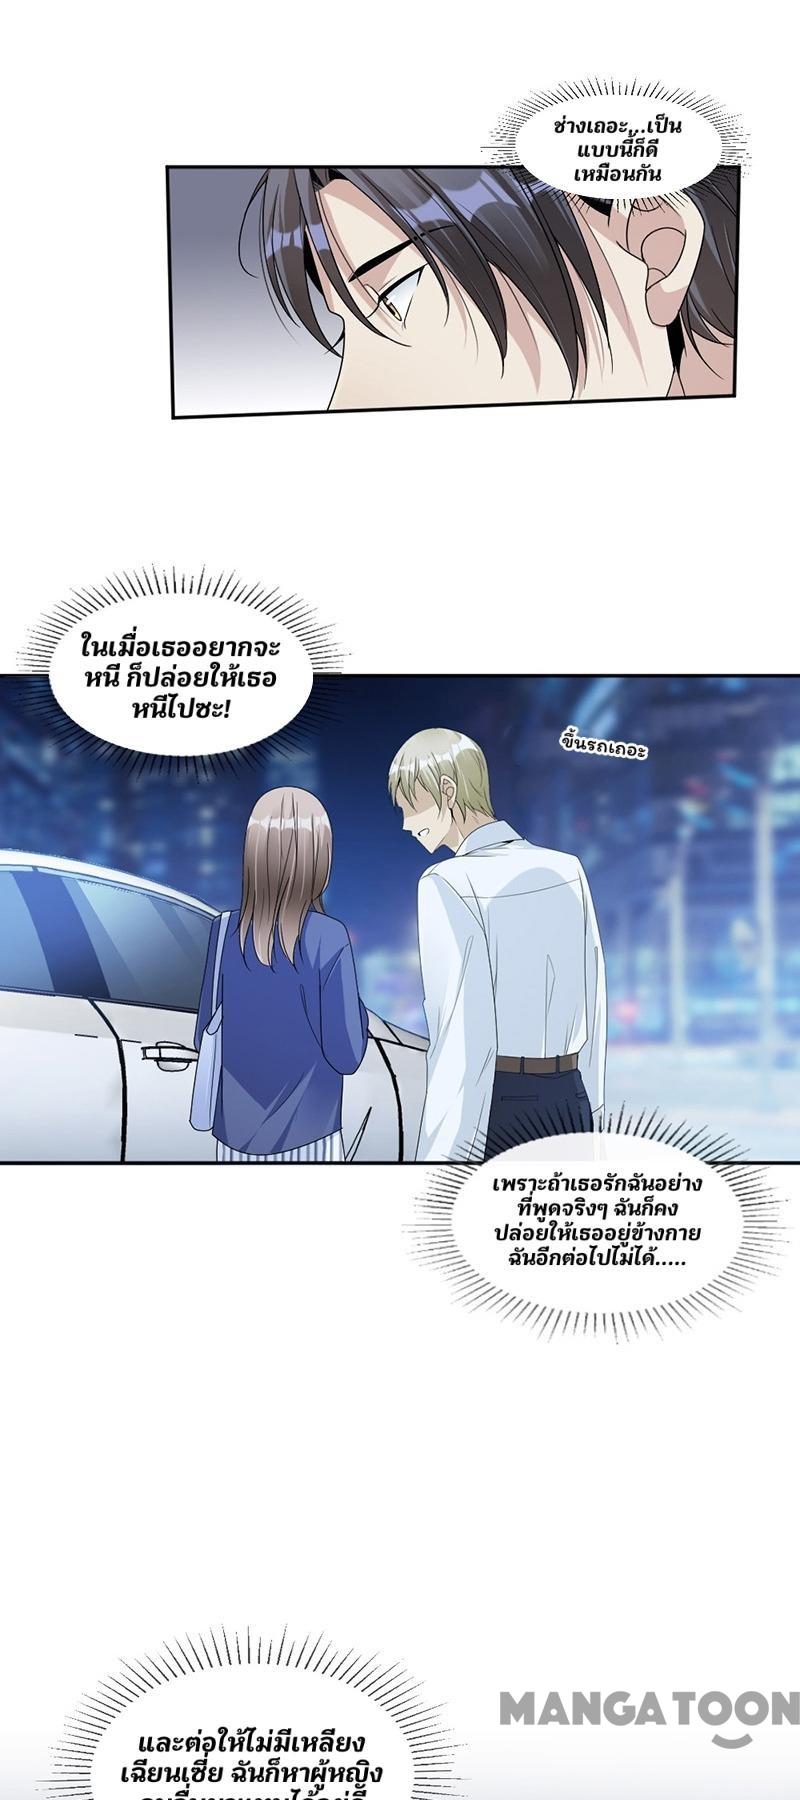 ช่างเถอะ...เป็น
แบบนี้ก็ดี
เหมือนกัน
ในเมื่อเธออยากจะ
หนี ก็ปล่อยให้เธอ
หนีไปซะ!
ขึ้นรถเถอะ
เพราะถ้าเธอรักฉันอย่าง
ที่พูดจริงๆ ฉันก็คง
ปล่อยให้เธออยู่ข้างกาย
ฉันอีกต่อไปไม่ได้.....
MANGATOON
และต่อให้ไม่มีเหลียง
เฉียนเซี่ย ฉันก็หาผู้หญิง